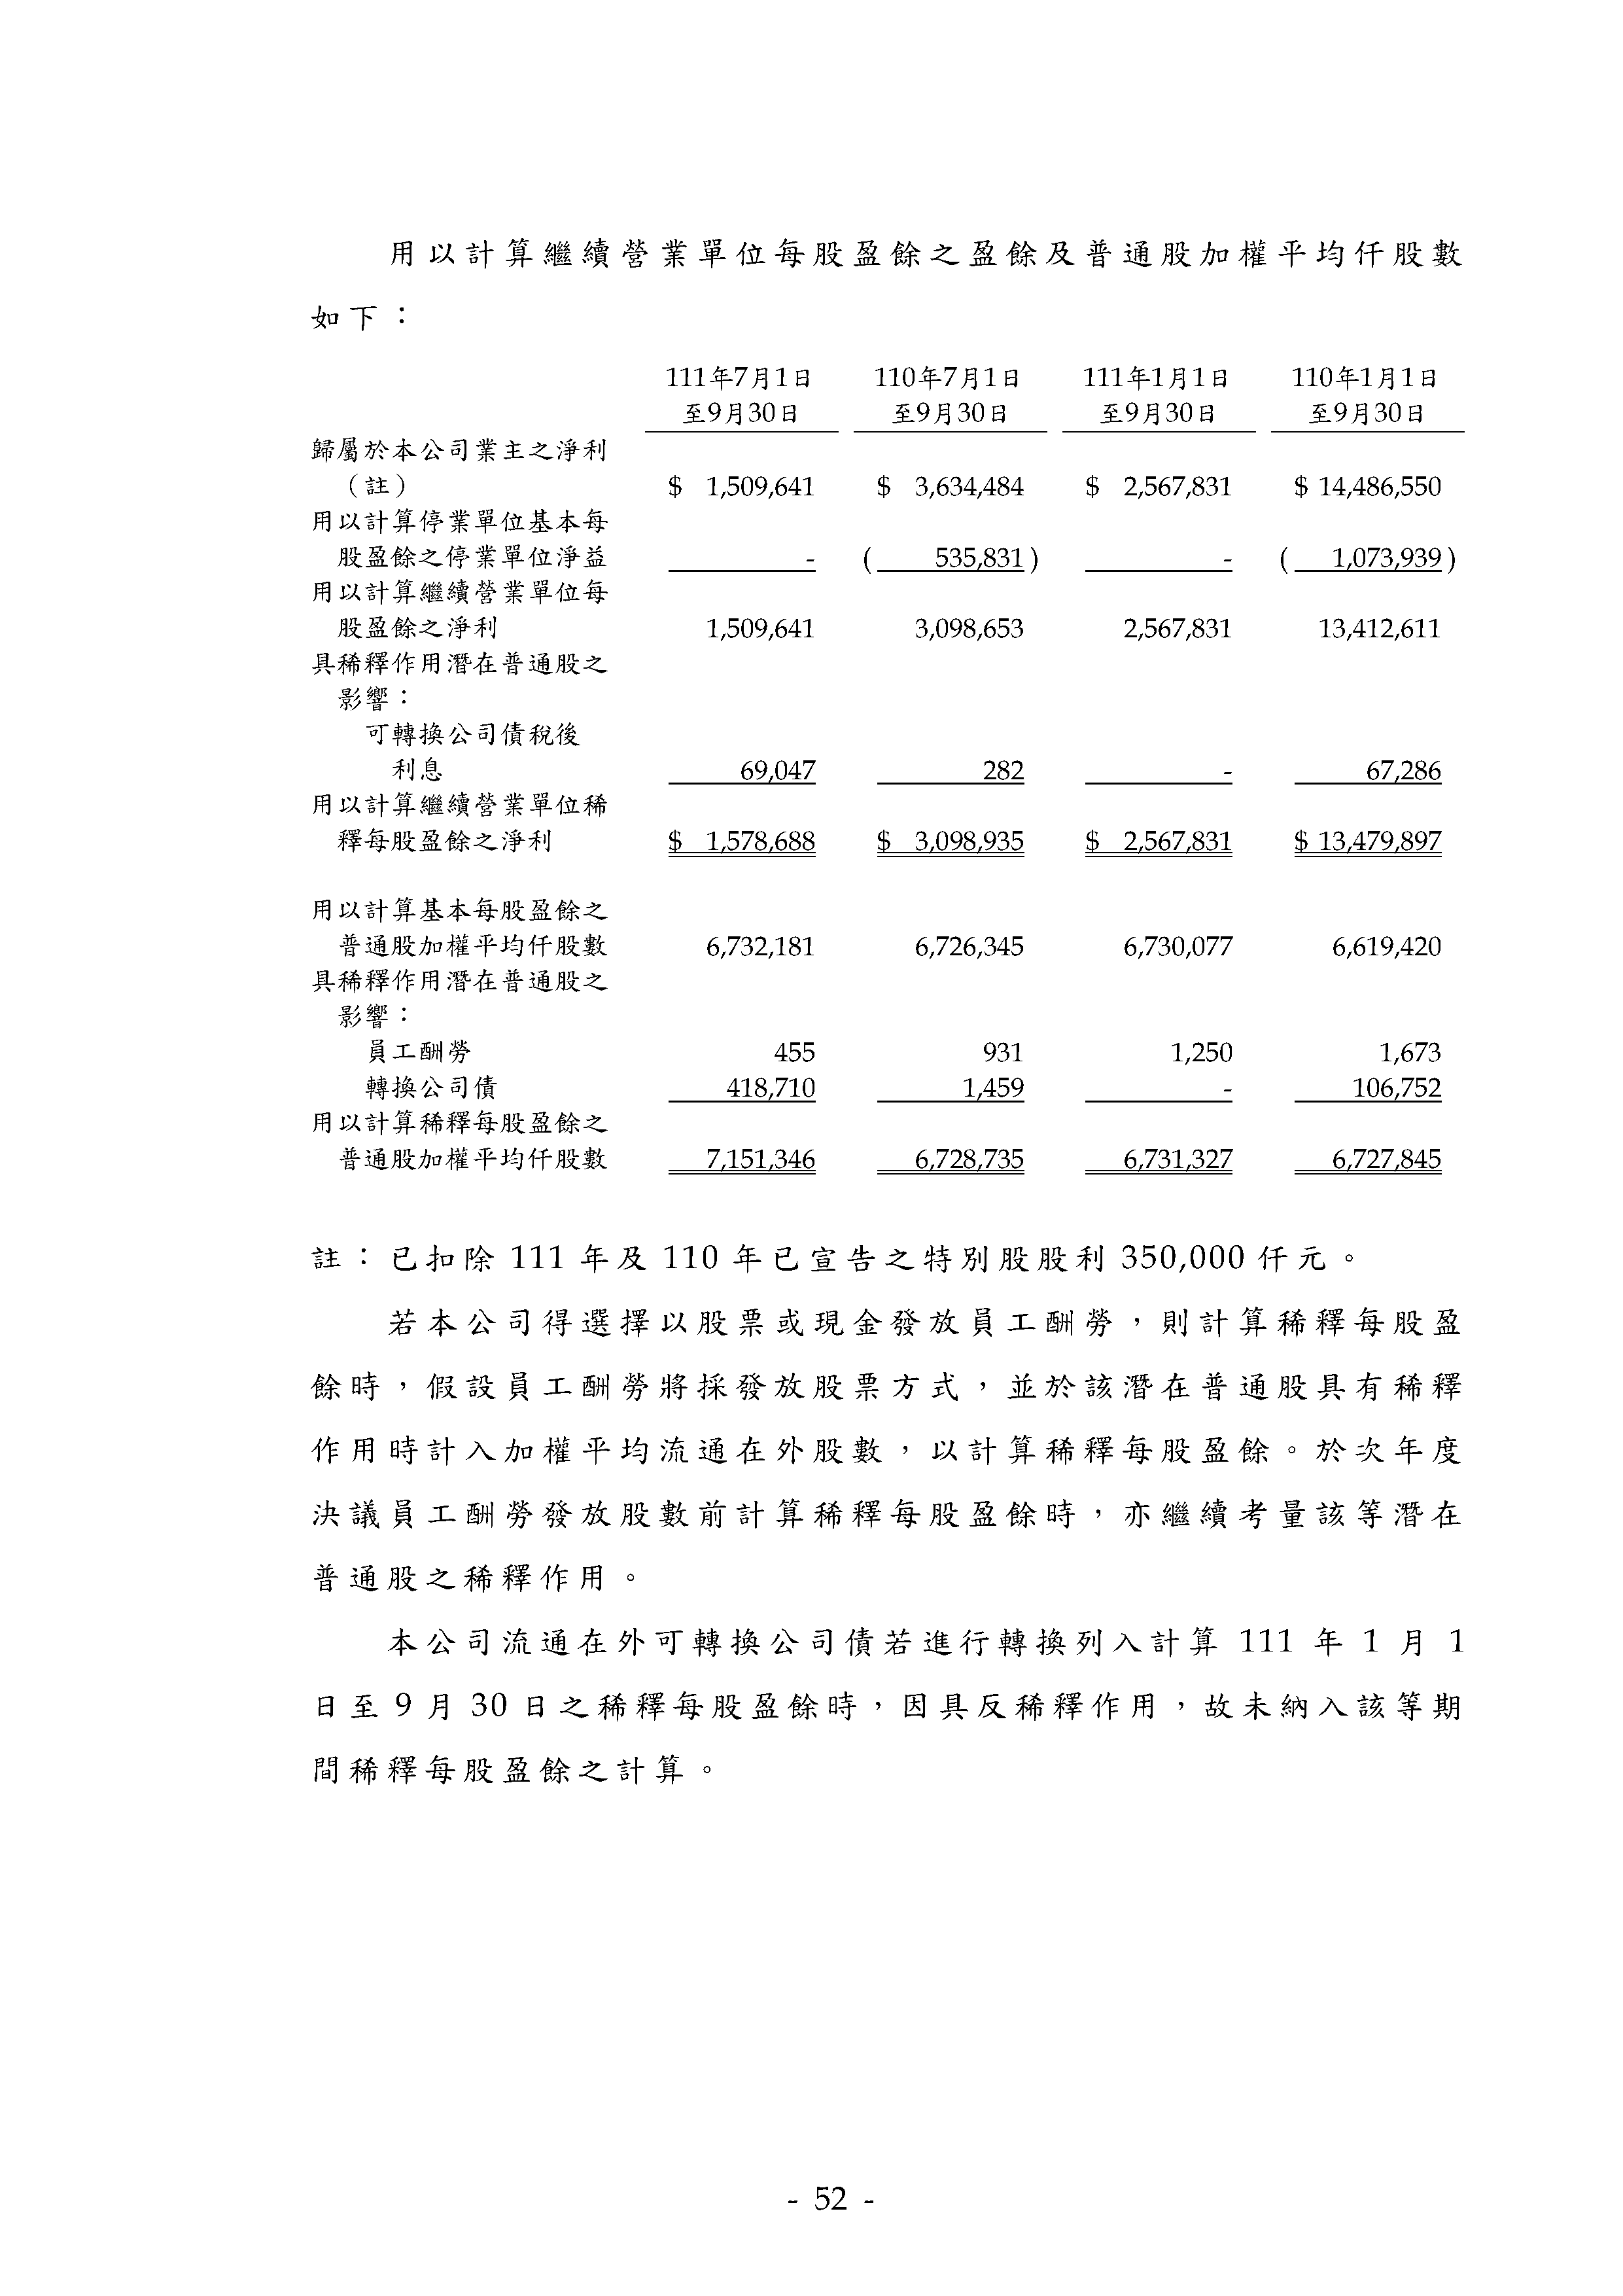 用以計算繼續營業單位每股盈餘之盈餘及普通股加權平均仟股數
如下：
111年7月1日 110年7月1日 111年1月1日 110年1月1日
至9月30日 至9月30日 至9月30日 至9月30日
歸屬於本公司業主之淨利
（註） $ 1,509,641 $ 3,634,484 $ 2,567,831 $ 14,486,550
用以計算停業單位基本每
股盈餘之停業單位淨益 - ( 535,831 ) - ( 1,073,939 )
用以計算繼續營業單位每
股盈餘之淨利 1,509,641 3,098,653 2,567,831 13,412,611
具稀釋作用潛在普通股之
影響：
可轉換公司債稅後
利息 69,047 282 - 67,286
用以計算繼續營業單位稀
釋每股盈餘之淨利 $ 1,578,688 $ 3,098,935 $ 2,567,831 $ 13,479,897
用以計算基本每股盈餘之
普通股加權平均仟股數 6,732,181 6,726,345 6,730,077 6,619,420
具稀釋作用潛在普通股之
影響：
員工酬勞 455 931 1,250 1,673
轉換公司債 418,710 1,459 - 106,752
用以計算稀釋每股盈餘之
普通股加權平均仟股數 7,151,346 6,728,735 6,731,327 6,727,845
註：已扣除 111 年及 110 年已宣告之特別股股利 350,000 仟元。
若本公司得選擇以股票或現金發放員工酬勞，則計算稀釋每股盈
餘時，假設員工酬勞將採發放股票方式，並於該潛在普通股具有稀釋
作用時計入加權平均流通在外股數，以計算稀釋每股盈餘。於次年度
決議員工酬勞發放股數前計算稀釋每股盈餘時，亦繼續考量該等潛在
普通股之稀釋作用。
本公司流通在外可轉換公司債若進行轉換列入計算 111 年 1 月 1
日至 9 月 30 日之稀釋每股盈餘時，因具反稀釋作用，故未納入該等期
間稀釋每股盈餘之計算。
- 52 -